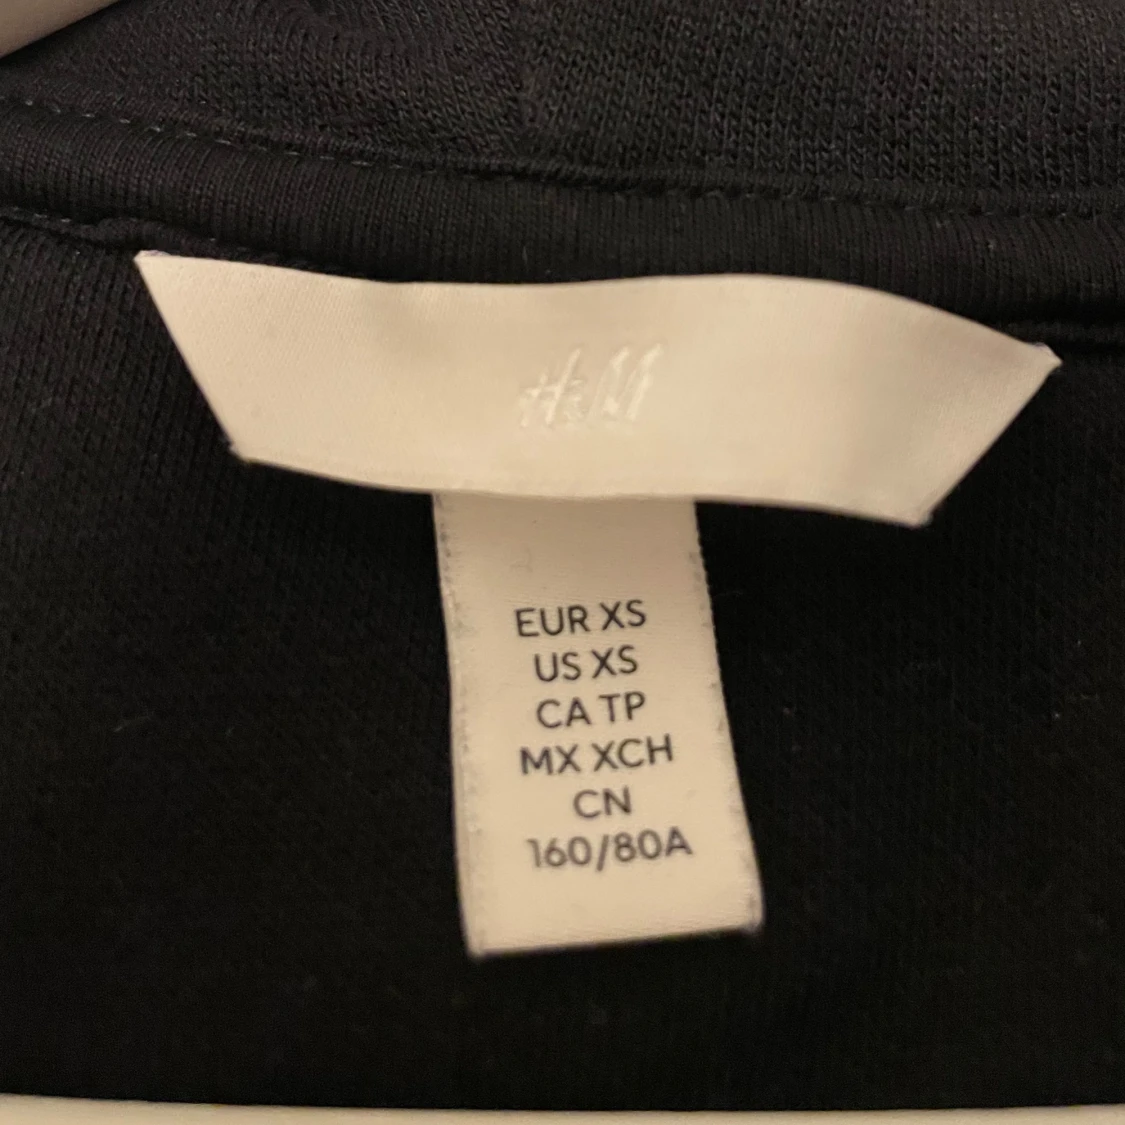 H&M
EUR XS
US XS
CA TP
MX XCH
CN
160/80A